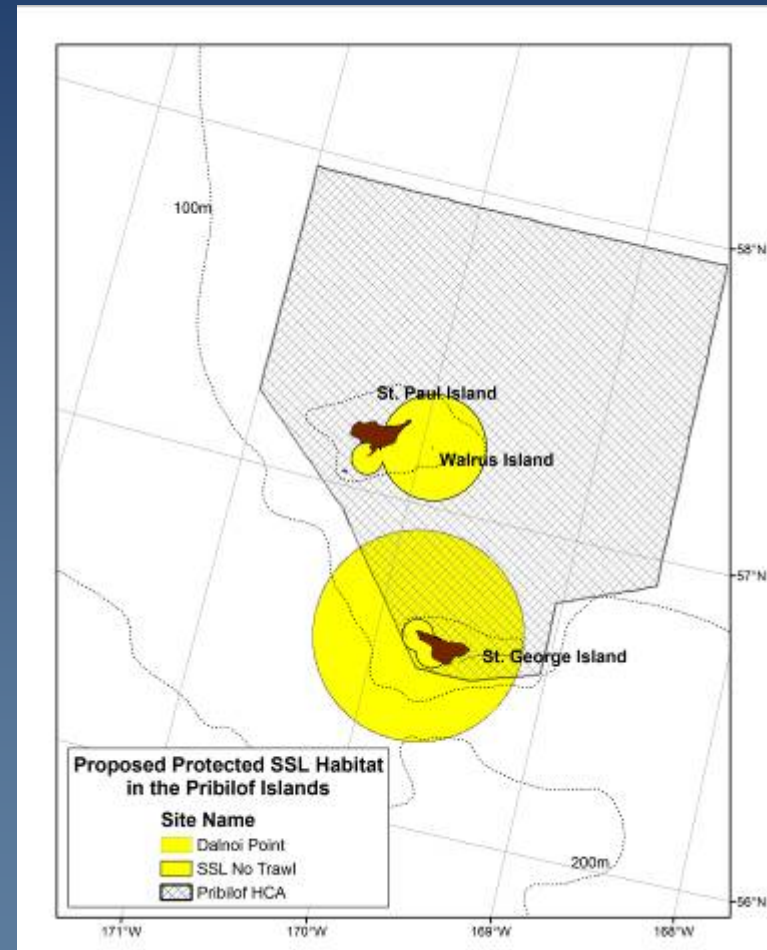 100m
58°N
St. Paul Island
Walrus Island
57°N
St. George Island
Proposed Protected SSL Habitat
in the Pribilof Islands
Site Name
Dalnoi Point
SSL No Trawl
Pribilof HCA
200m
56°N
171°W
170°W
169°W
168°W